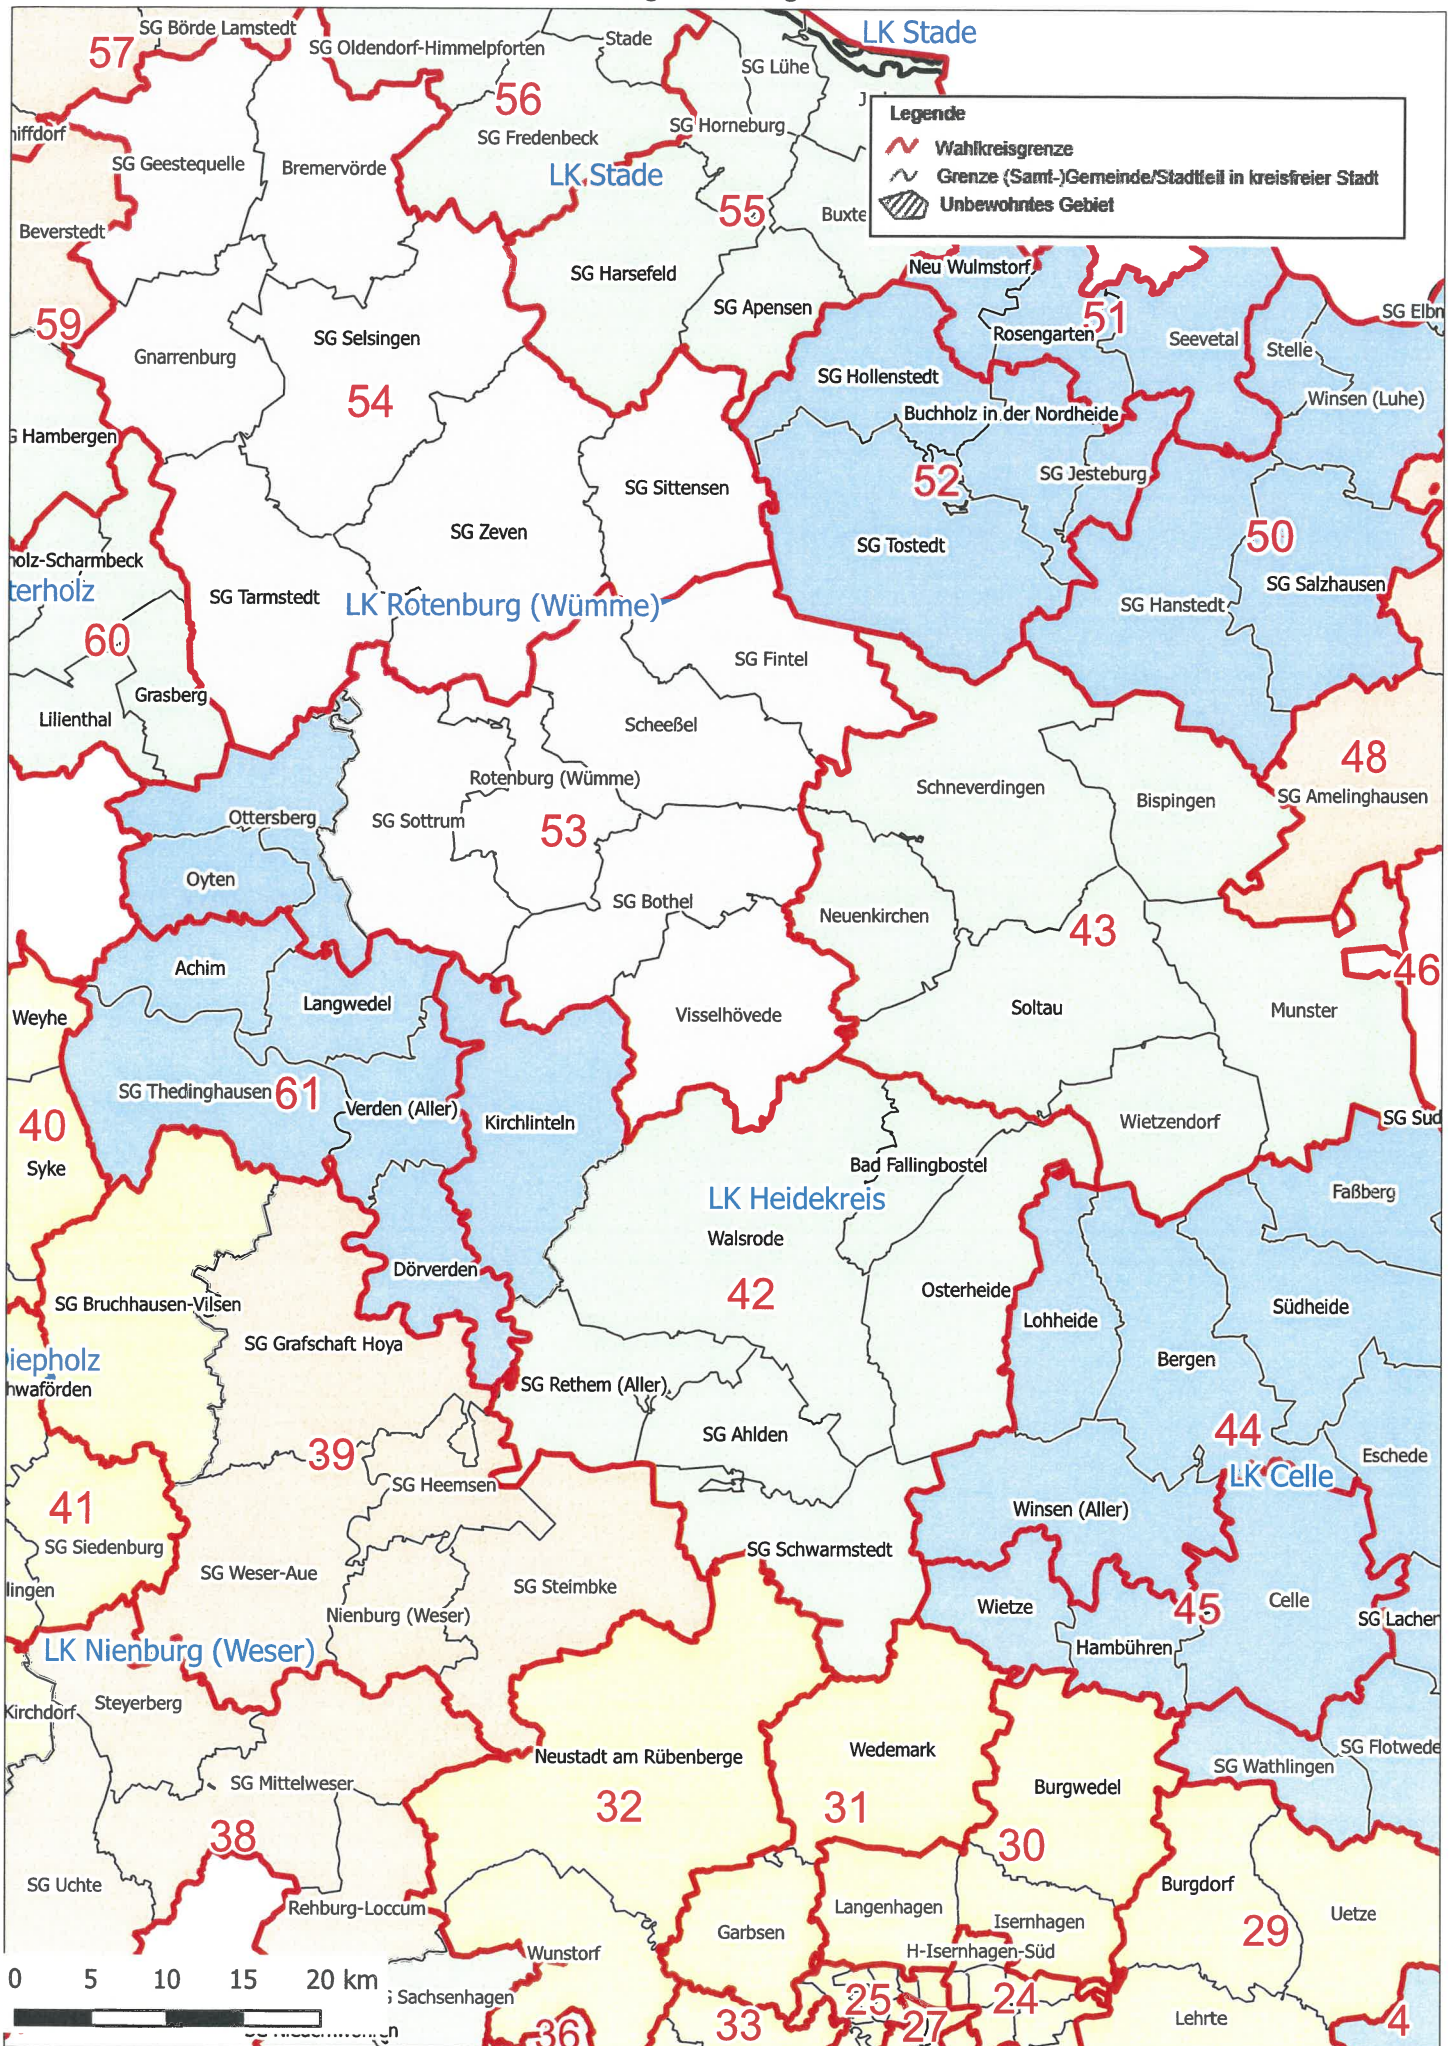 SG Börde Lamstedt
57
SG Oldendorf-Himmelpforten
Stade
LK Stade
SG Lühe
56
SG Fredenbeck
SG Horneburg
Legende
Wahlkreisgrenze
Grenze (Samt-)Gemeinde/Stadtteil in kreisfreier Stadt
Unbewohntes Gebiet
iffdorf
SG Geestequelle
Bremervörde
LK Stade
55
Buxte
Beverstedt
SG Harsefeld
Neu Wulmstorf
SG Apensen
51
Rosengarten
Seevetal
SG Elbm
Stelle
59
Gnarrenburg
SG Selsingen
54
SG Hollenstedt
Buchholz in der Nordheide
Winsen (Luhe)
G Hambergen
SG Sittensen
52
SG Jesteburg
SG Zeven
SG Tostedt
50
holz-Scharmbeck
terholz
SG Tarmstedt
LK Rotenburg (Wümme)
SG Salzhausen
SG Hanstedt
60
Grasberg
Lilienthal
SG Fintel
Scheeßel
48
Rotenburg (Wümme)
Schneverdingen
Bispingen
SG Amelinghausen
Ottersberg
SG Sottrum
53
Oyten
SG Bothel
Neuenkirchen
43
Achim
46
Weyhe
Langwedel
Visselhövede
Soltau
Munster
SG Thedinghausen
61
Verden (Aller)
Kirchlinteln
Wietzendorf
SG Sud
40
Syke
Bad Fallingbostel
LK Heidekreis
Faßberg
Walsrode
Dörverden
42
Osterheide
SG Bruchhausen-Vilsen
Lohheide
Südheide
SG Grafschaft Hoya
iepholz
hwaförden
Bergen
SG Rethem (Aller)
39
SG Ahlden
44
LK Celle
Eschede
SG Heemsen
41
SG Siedenburg
Winsen (Aller)
SG Schwarmstedt
SG Weser-Aue
SG Steimbke
lingen
Nienburg (Weser)
Wietze
45
Celle
SG Lacher
LK Nienburg (Weser)
Hambühren
Kirchdorf
Steyerberg
Neustadt am Rübenberge
Wedemark
SG Flotwede
SG Wathlingen
SG Mittelweser
Burgwedel
32
31
38
30
SG Uchte
Burgdorf
Rehburg-Loccum
Langenhagen
Uetze
Garbsen
Isernhagen
29
Wunstorf
H-Isernhagen-Süd
0 5 10 15 20 km
Sachsenhagen
25
24
Lehrte
36
33
27
4